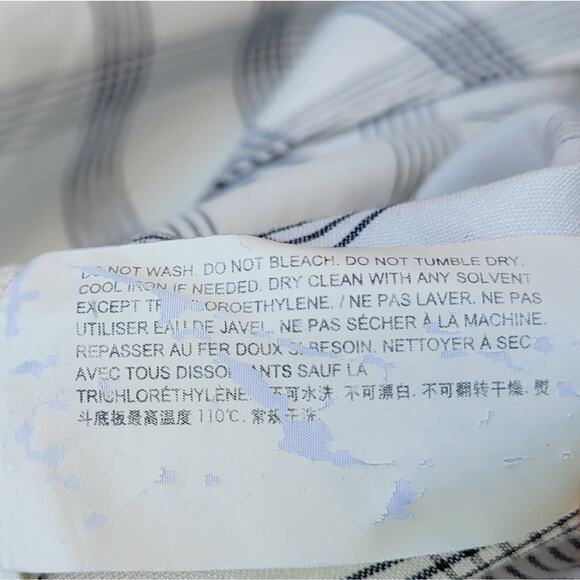 DO NOT WASH. DO NOT BLEACH. DO NOT TUMBLE DRY.
COOL IRON IF NEEDED. DRY CLEAN WITH ANY SOLVENT
EXCEPT TRICHLOROETHYLENE. / NE PAS LAVER. NE PAS
UTILISER EAU DE JAVEL. NE PAS SÉCHER À LA MACHINE.
REPASSER AU FER DOUX SI BESOIN. NETTOYER À SEC
AVEC TOUS DISSOLVANTS SAUF LA
TRICHLORÉTHYLÈNE. 不可水洗. 不可漂白. 不可翻转干燥. 熨
斗底板最高温度 110℃. 常规干洗.